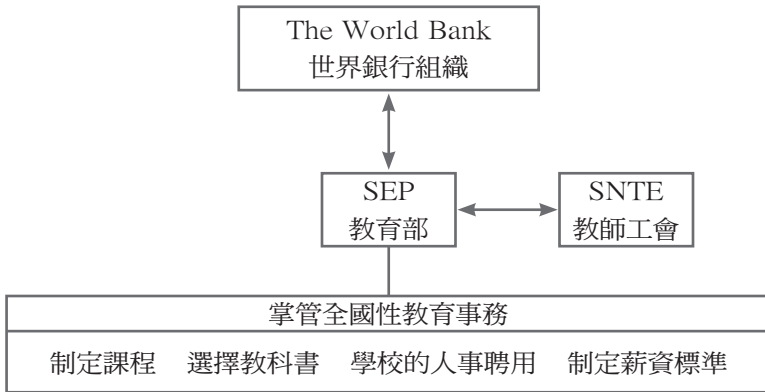 The World Bank
世界銀行組織
SEP
教育部
SNTE
教師工會
掌管全國性教育事務
制定課程 選擇教科書 學校的人事聘用 制定薪資標準